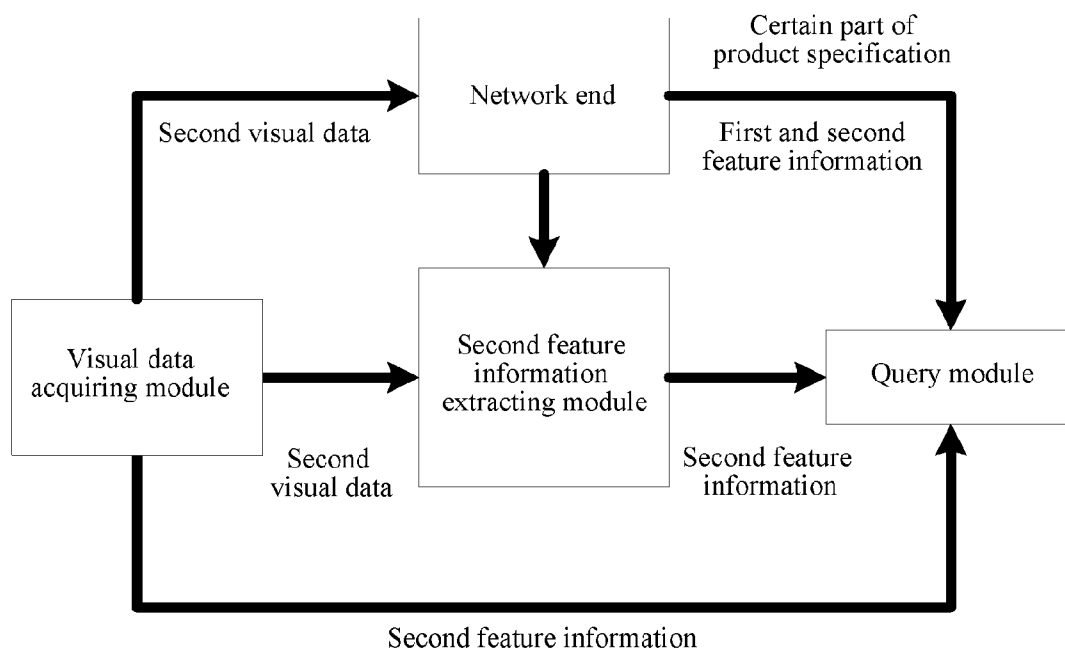 Certain part of
product specification
Network end
Second visual data
First and second
feature information
Visual data
acquiring module
Second feature
information
extracting module
Query module
Second
visual data
Second feature
information
Second feature information